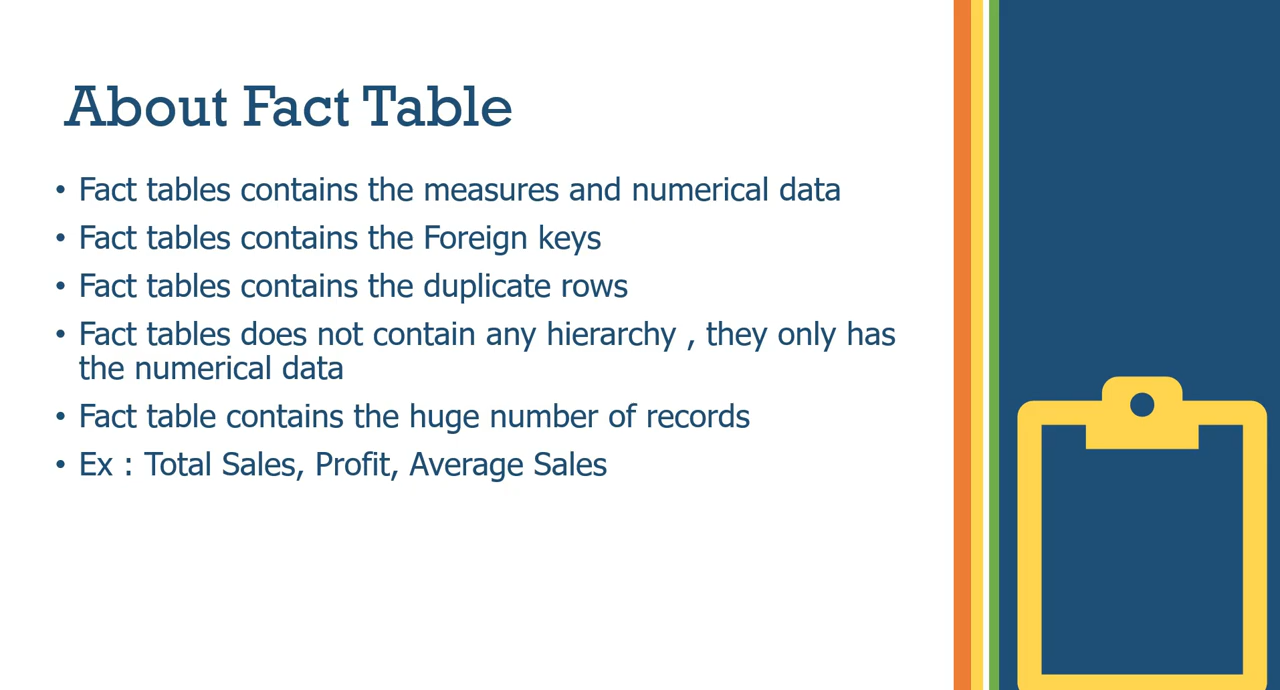 About Fact Table
• Fact tables contains the measures and numerical data
• Fact tables contains the Foreign keys
• Fact tables contains the duplicate rows
• Fact tables does not contain any hierarchy , they only has
the numerical data
• Fact table contains the huge number of records
• Ex : Total Sales, Profit, Average Sales